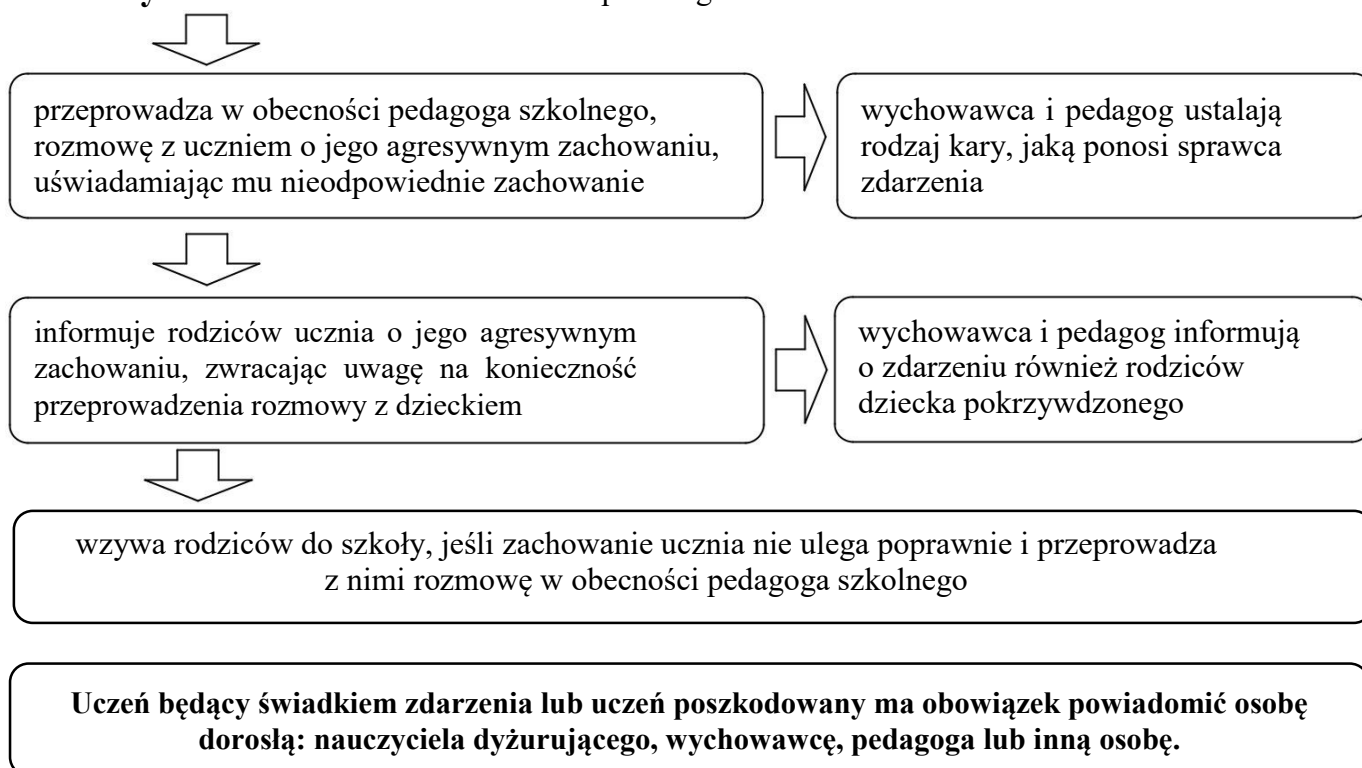 przeprowadza w obecności pedagoga szkolnego,
rozmowę z uczniem o jego agresywnym zachowaniu,
uświadamiając mu nieodpowiednie zachowanie
wychowawca i pedagog ustalają
rodzaj kary, jaką ponosi sprawca
zdarzenia
informuje rodziców ucznia o jego agresywnym
zachowaniu, zwracając uwagę na konieczność
przeprowadzenia rozmowy z dzieckiem
wychowawca i pedagog informują
o zdarzeniu również rodziców
dziecka pokrzywdzonego
wzywa rodziców do szkoły, jeśli zachowanie ucznia nie ulega poprawnie i przeprowadza
z nimi rozmowę w obecności pedagoga szkolnego
Uczeń będący świadkiem zdarzenia lub uczeń poszkodowany ma obowiązek powiadomić osobę
dorosłą: nauczyciela dyżurującego, wychowawcę, pedagoga lub inną osobę.